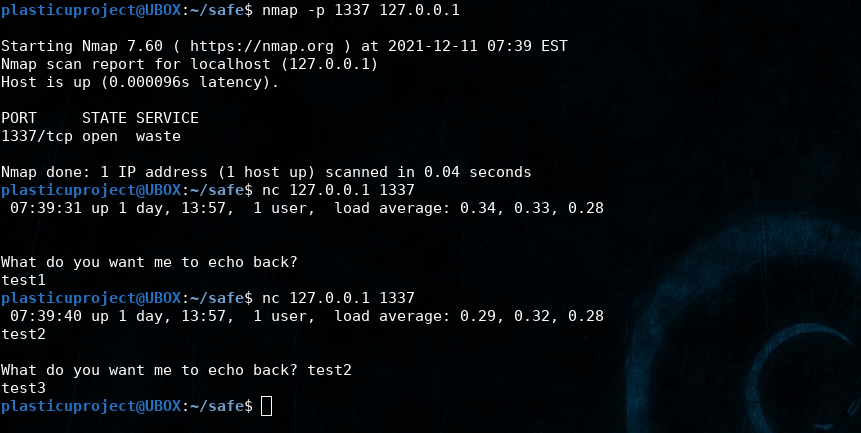 plasticuproject@UBOX:~/safe$ nmap -p 1337 127.0.0.1
Starting Nmap 7.60 ( https://nmap.org ) at 2021-12-11 07:39 EST
Nmap scan report for localhost (127.0.0.1)
Host is up (0.000096s latency).
PORT     STATE SERVICE
1337/tcp open  waste
Nmap done: 1 IP address (1 host up) scanned in 0.04 seconds
plasticuproject@UBOX:~/safe$ nc 127.0.0.1 1337
 07:39:31 up 1 day, 13:57,  1 user,  load average: 0.34, 0.33, 0.28
What do you want me to echo back?
test1
plasticuproject@UBOX:~/safe$ nc 127.0.0.1 1337
 07:39:40 up 1 day, 13:57,  1 user,  load average: 0.29, 0.32, 0.28
test2
What do you want me to echo back? test2
test3
plasticuproject@UBOX:~/safe$